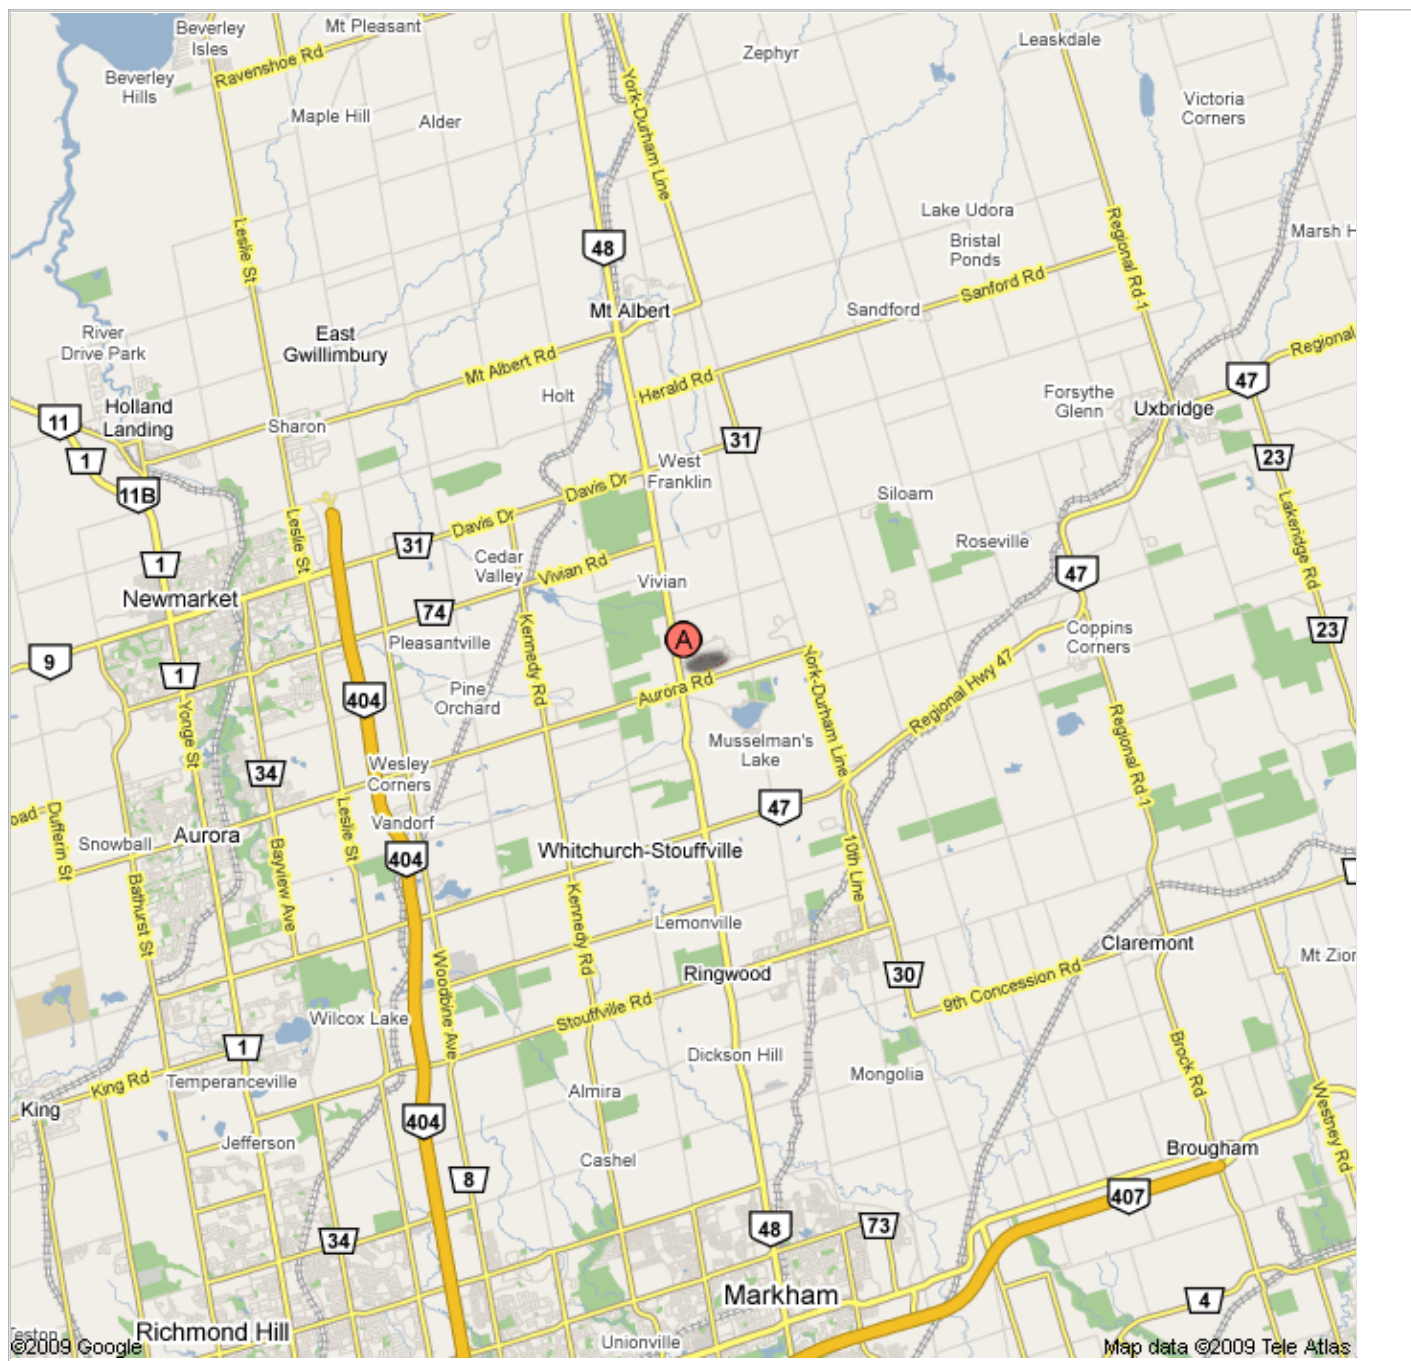 Beverley
Isles
Mt Pleasant
Zephyr
Leaskdale
Ravenshoe Rd
Beverley
Hills
York-Durham Line
Victoria
Corners
Maple Hill
Alder
Leslie St
Lake Udora
Regional Rd 1
Bristal
Ponds
Marsh H
48
Sanford Rd
Mt Albert
Sandford
River
Drive Park
East
Gwillimbury
Regional
Mt Albert Rd
Herald Rd
47
Holt
Forsythe
Glenn
Uxbridge
Holland
Landing
11
Sharon
31
1
23
West
Franklin
11B
Davis Dr
Siloam
Lakeridge Rd
Leslie St
Davis Dr
31
Cedar
Valley
Roseville
1
Vivian Rd
Vivian
47
Newmarket
74
Kennedy Rd
A
Coppins
Corners
23
9
Pleasantville
York-Durham Line
1
Pine
Orchard
Aurora Rd
Regional Hwy 47
404
Yonge St
Musselman's
Lake
Regional Rd 1
34
Wesley
Corners
oad
Dufferin St
Leslie St
47
Snowball
Aurora
Vandorf
Bayview Ave
404
Whitchurch-Stouffville
10th Line
Bathurst St
Kennedy Rd
Lemonville
Claremont
Mt Zion
Woodbine Ave
Ringwood
30
9th Concession Rd
Wilcox Lake
Stouffville Rd
1
Dickson Hill
Brock Rd
King Rd
Temperanceville
Almira
Mongolia
King
404
Westney Rd
Jefferson
Cashel
Brougham
8
407
34
48
73
Markham
4
Teston
Richmond Hill
Unionville
©2009 Google
Map data ©2009 Tele Atlas